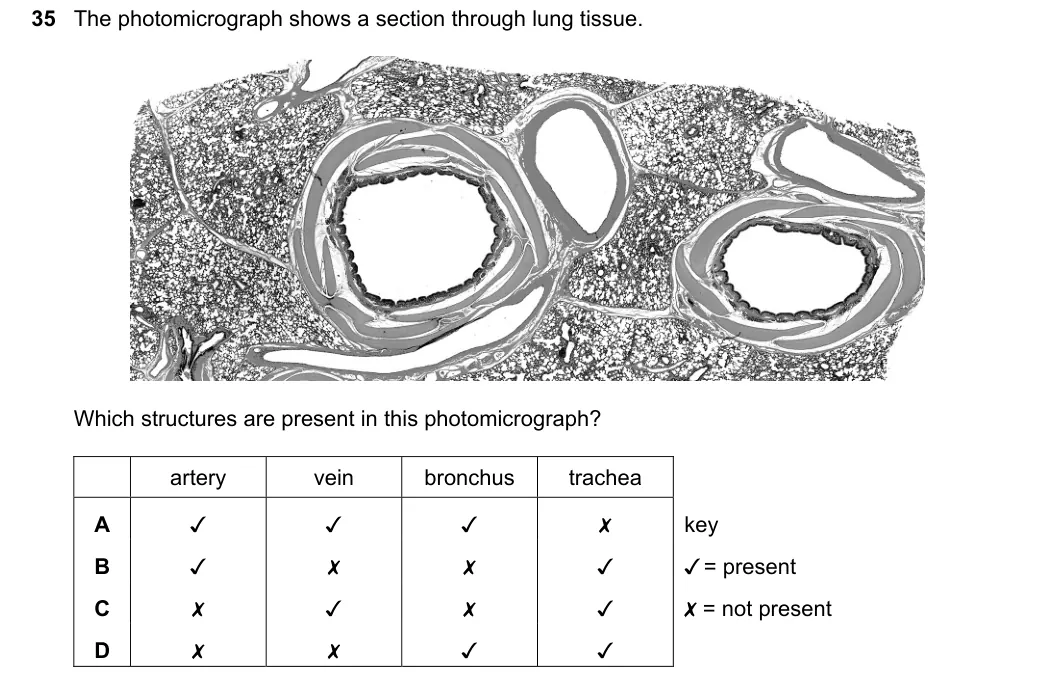 35 The photomicrograph shows a section through lung tissue.
Which structures are present in this photomicrograph?
artery vein bronchus trachea
A ✓ ✓ ✓ ✗ key
B ✓ ✗ ✗ ✓ ✓ = present
C ✗ ✓ ✗ ✓ ✗ = not present
D ✗ ✗ ✓ ✓